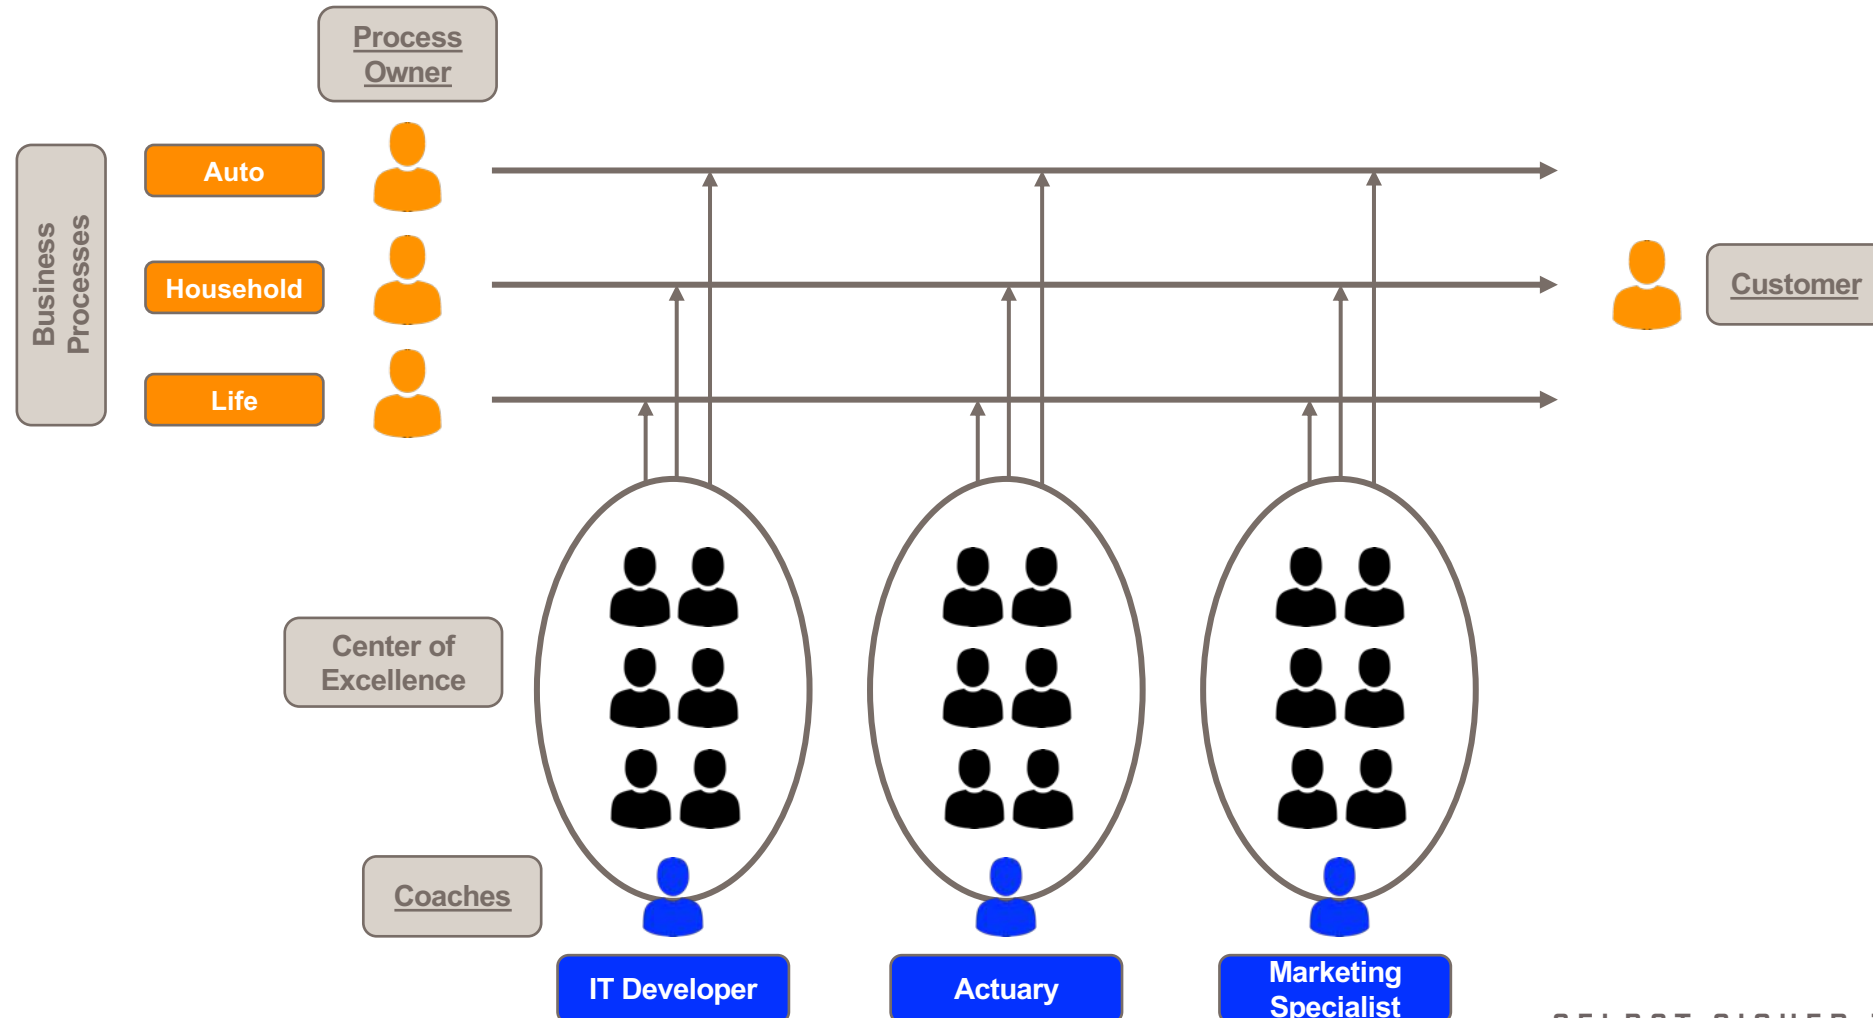 Process
Owner
Business
Processes
Auto
Household
Life
Customer
Center of
Excellence
Coaches
IT Developer
Actuary
Marketing
Specialist